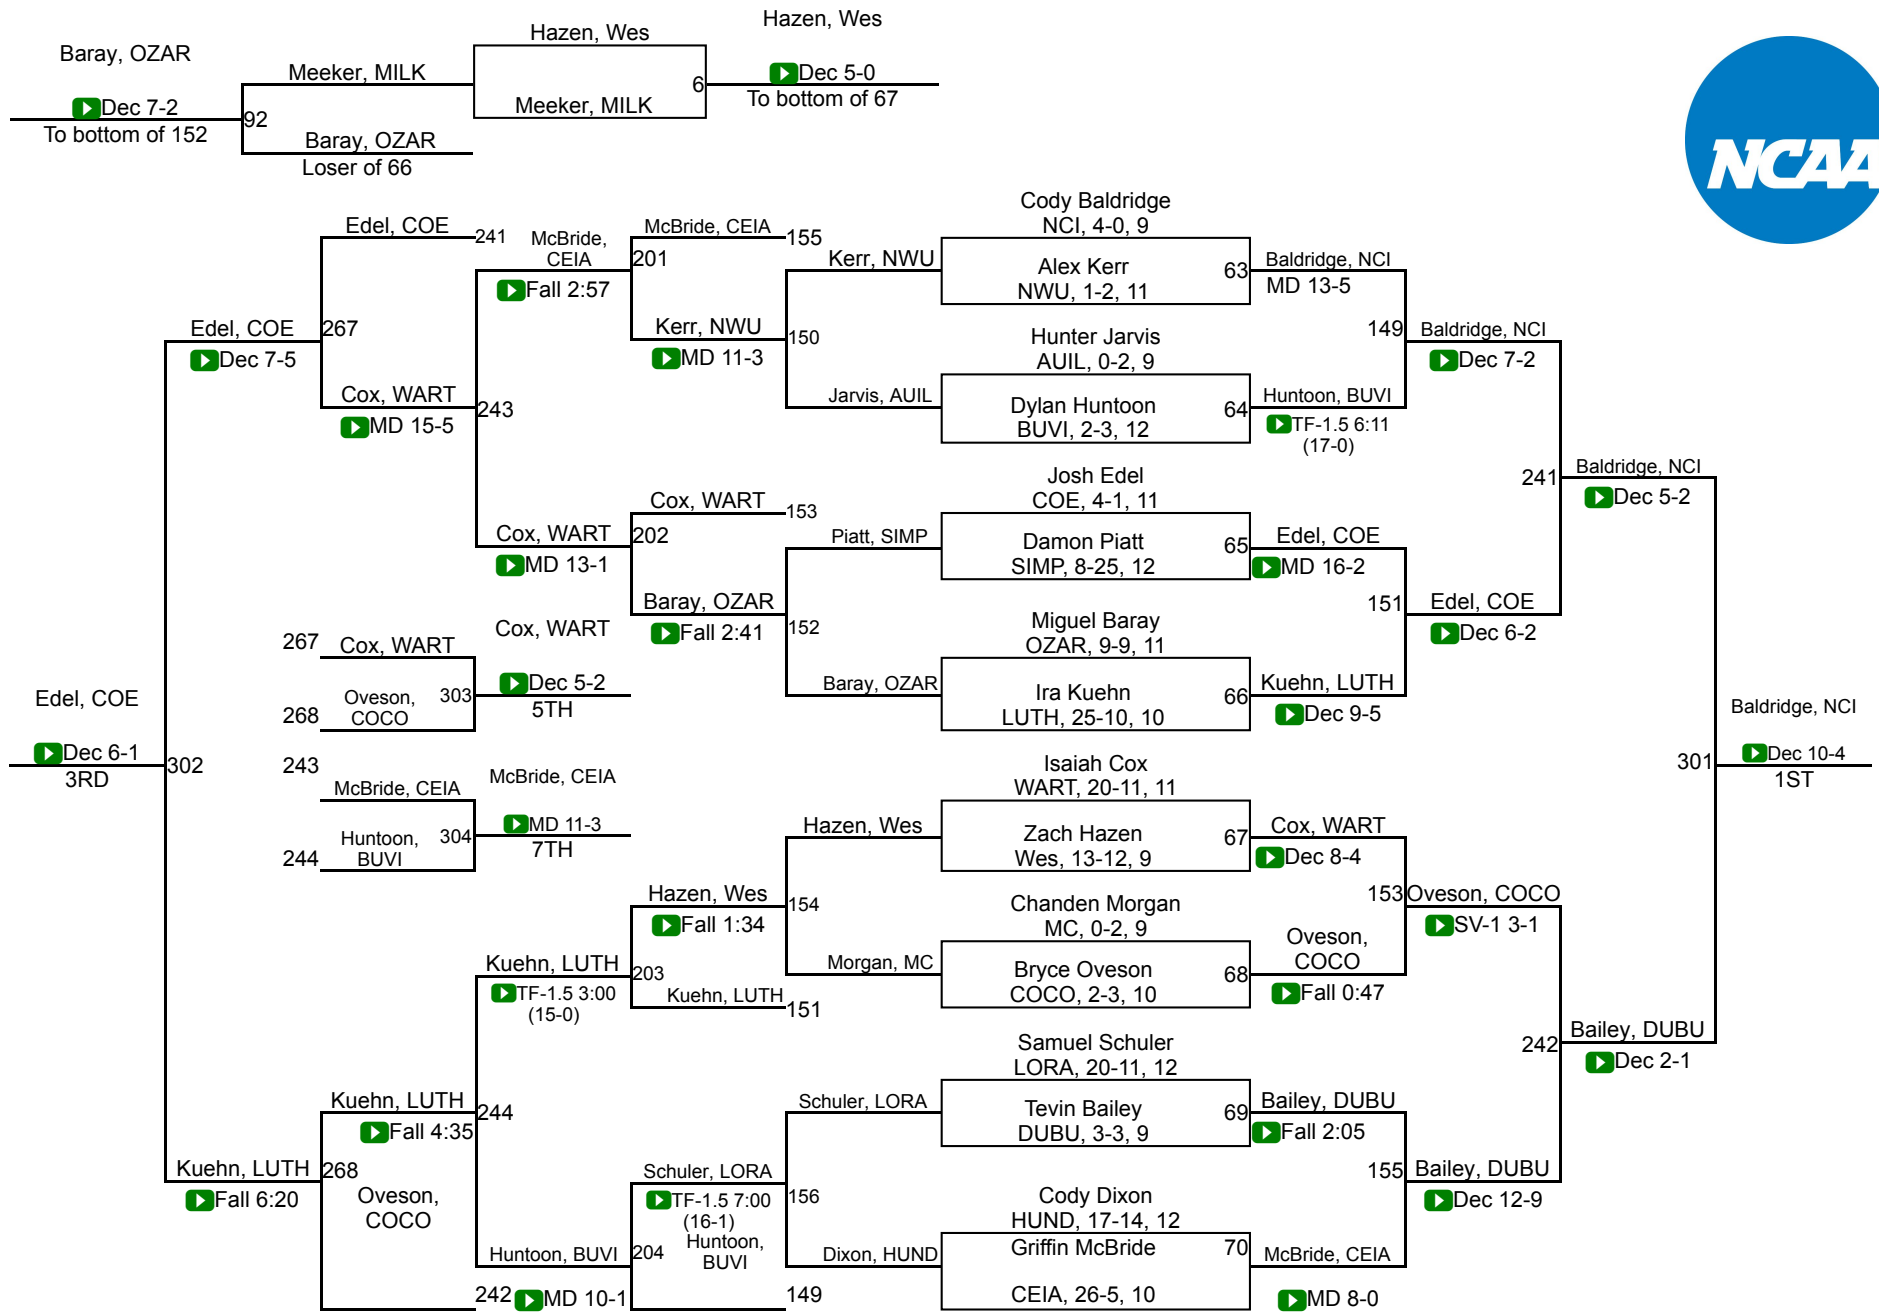 Hazen, Wes
Hazen, Wes
Baray, OZAR
Meeker, MILK
6
Dec 5-0
Dec 7-2
Meeker, MILK
To bottom of 67
92
To bottom of 152
Baray, OZAR
Loser of 66
NCAA
Cody Baldridge
NCI, 4-0, 9
Edel, COE
241
McBride,
CEIA
McBride, CEIA
155
201
Kerr, NWU
Alex Kerr
NWU, 1-2, 11
63
Baldridge, NCI
MD 13-5
Fall 2:57
Edel, COE
267
Kerr, NWU
150
Hunter Jarvis
AUIL, 0-2, 9
149
Baldridge, NCI
Dec 7-5
MD 11-3
Dec 7-2
Cox, WART
243
Jarvis, AUIL
Dylan Huntoon
BUVI, 2-3, 12
64
Huntoon, BUVI
MD 15-5
TF-1.5 6:11
(17-0)
Josh Edel
COE, 4-1, 11
241
Baldridge, NCI
Dec 5-2
Cox, WART
153
Cox, WART
202
Piatt, SIMP
Damon Piatt
SIMP, 8-25, 12
65
Edel, COE
MD 13-1
MD 16-2
Baray, OZAR
152
Miguel Baray
OZAR, 9-9, 11
151
Edel, COE
Fall 2:41
Dec 6-2
267
Cox, WART
Cox, WART
Edel, COE
Oveson,
COCO
303
Dec 5-2
5TH
268
Baray, OZAR
Ira Kuehn
LUTH, 25-10, 10
66
Kuehn, LUTH
Dec 9-5
Baldridge, NCI
Dec 6-1
3RD
302
243
McBride, CEIA
McBride, CEIA
Isaiah Cox
WART, 20-11, 11
301
Dec 10-4
1ST
Huntoon,
BUVI
304
MD 11-3
7TH
244
Hazen, Wes
Zach Hazen
Wes, 13-12, 9
67
Cox, WART
Dec 8-4
Hazen, Wes
154
Chanden Morgan
MC, 0-2, 9
153
Oveson, COCO
Fall 1:34
SV-1 3-1
Kuehn, LUTH
203
Morgan, MC
Bryce Oveson
COCO, 2-3, 10
68
Oveson,
COCO
Fall 0:47
TF-1.5 3:00
(15-0)
Kuehn, LUTH
151
Samuel Schuler
LORA, 20-11, 12
242
Bailey, DUBU
Dec 2-1
Kuehn, LUTH
244
Schuler, LORA
Tevin Bailey
DUBU, 3-3, 9
69
Bailey, DUBU
Fall 4:35
Fall 2:05
Kuehn, LUTH
268
Schuler, LORA
156
Cody Dixon
HUND, 17-14, 12
155
Bailey, DUBU
Fall 6:20
Oveson,
COCO
TF-1.5 7:00
(16-1)
Dec 12-9
Huntoon, BUVI
204
Huntoon,
BUVI
Dixon, HUND
Griffin McBride
CEIA, 26-5, 10
70
McBride, CEIA
242
MD 10-1
149
MD 8-0